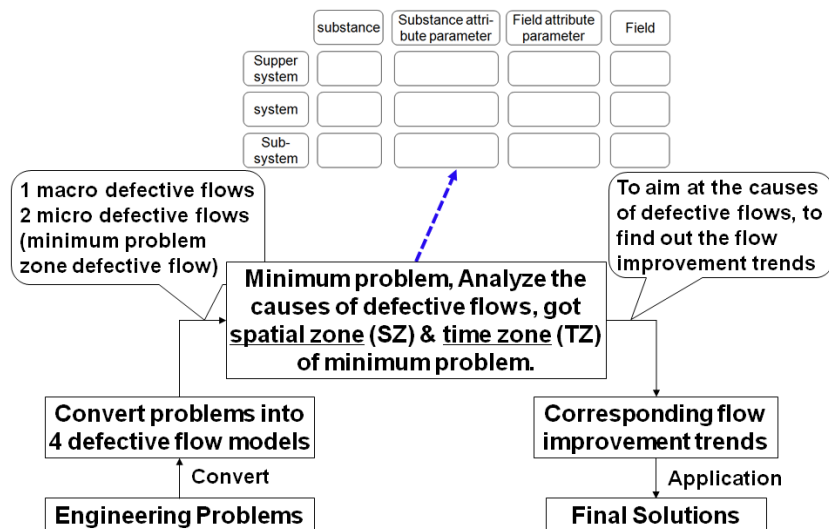 substance
Substance attri-
bute parameter
Field attribute
parameter
Field
Supper
system
system
Sub-
system
1 macro defective flows
2 micro defective flows
(minimum problem
zone defective flow)
To aim at the causes
of defective flows, to
find out the flow
improvement trends
Minimum problem, Analyze the
causes of defective flows, got
spatial zone (SZ) & time zone (TZ)
of minimum problem.
Convert problems into
4 defective flow models
Corresponding flow
improvement trends
Convert
Application
Engineering Problems
Final Solutions